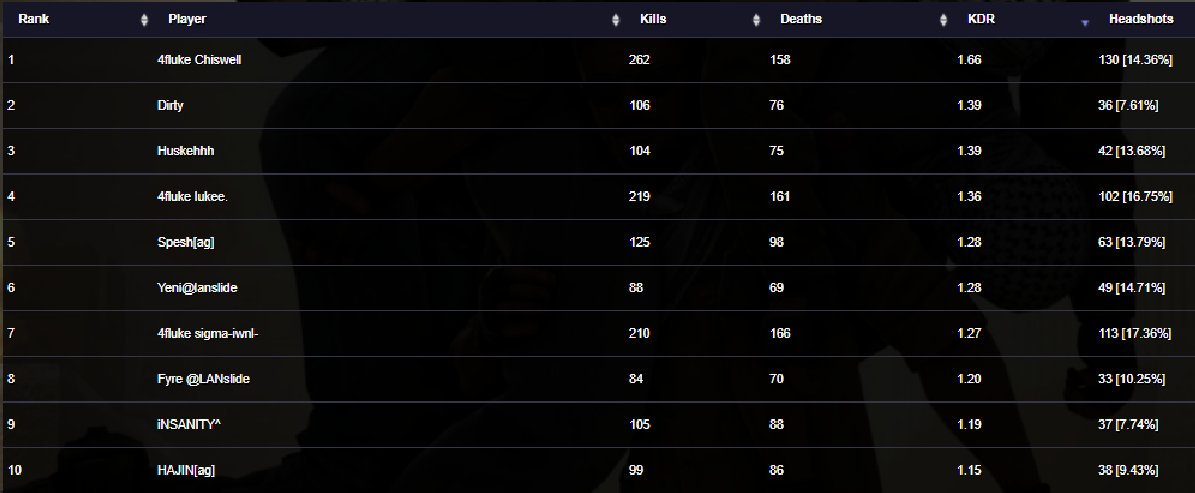 Rank Player Kills Deaths KDR Headshots
1 4fluke Chiswell 262 158 1.66 130 [14.36%]
2 Dirty 106 76 1.39 36 [7.61%]
3 Huskehhh 104 75 1.39 42 [13.68%]
4 4fluke lukee. 219 161 1.36 102 [16.75%]
5 Spesh[ag] 125 98 1.28 63 [13.79%]
6 Yeni@lanslide 88 69 1.28 49 [14.71%]
7 4fluke sigma-iwnl- 210 166 1.27 113 [17.36%]
8 Fyre @LANslide 84 70 1.20 33 [10.25%]
9 iNSANITY^ 105 88 1.19 37 [7.74%]
10 HAJIN[ag] 99 86 1.15 38 [9.43%]